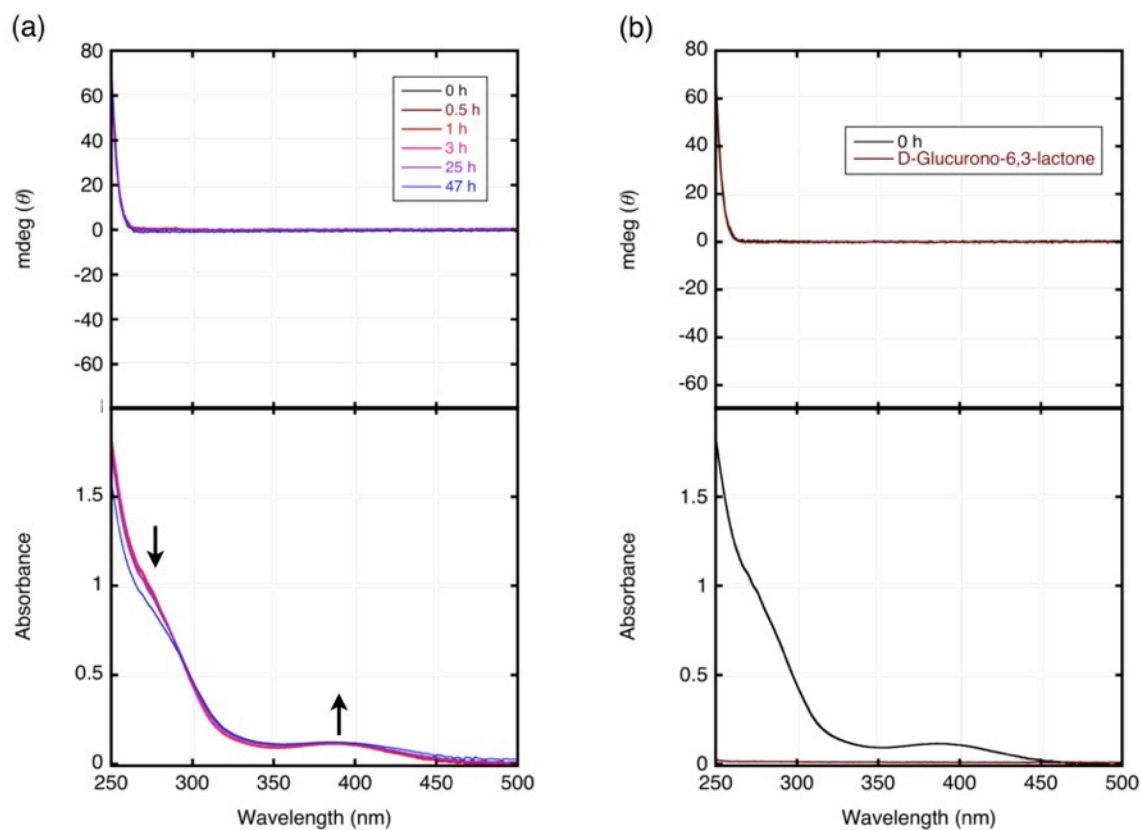 (a)
80
60
40
20
0
-20
-40
-60
mdeg (θ)
0 h
0.5 h
1 h
3 h
25 h
47 h
1.5
1
0.5
0
Absorbance
250 300 350 400 450 500
Wavelength (nm)
(b)
80
60
40
20
0
-20
-40
-60
mdeg (θ)
0 h
D-Glucurono-6,3-lactone
1.5
1
0.5
0
Absorbance
250 300 350 400 450 500
Wavelength (nm)